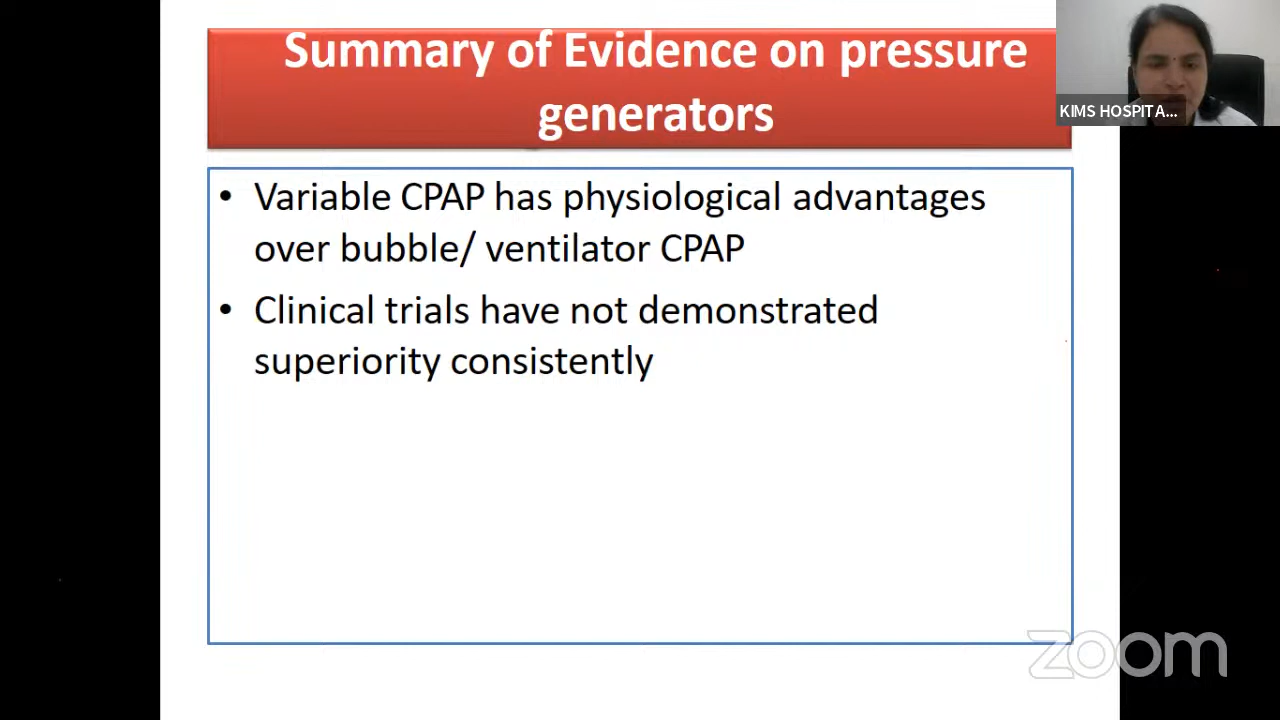 Summary of Evidence on pressure
generators
KIMS HOSPITA...
• Variable CPAP has physiological advantages
over bubble/ ventilator CPAP
• Clinical trials have not demonstrated
superiority consistently
zoom